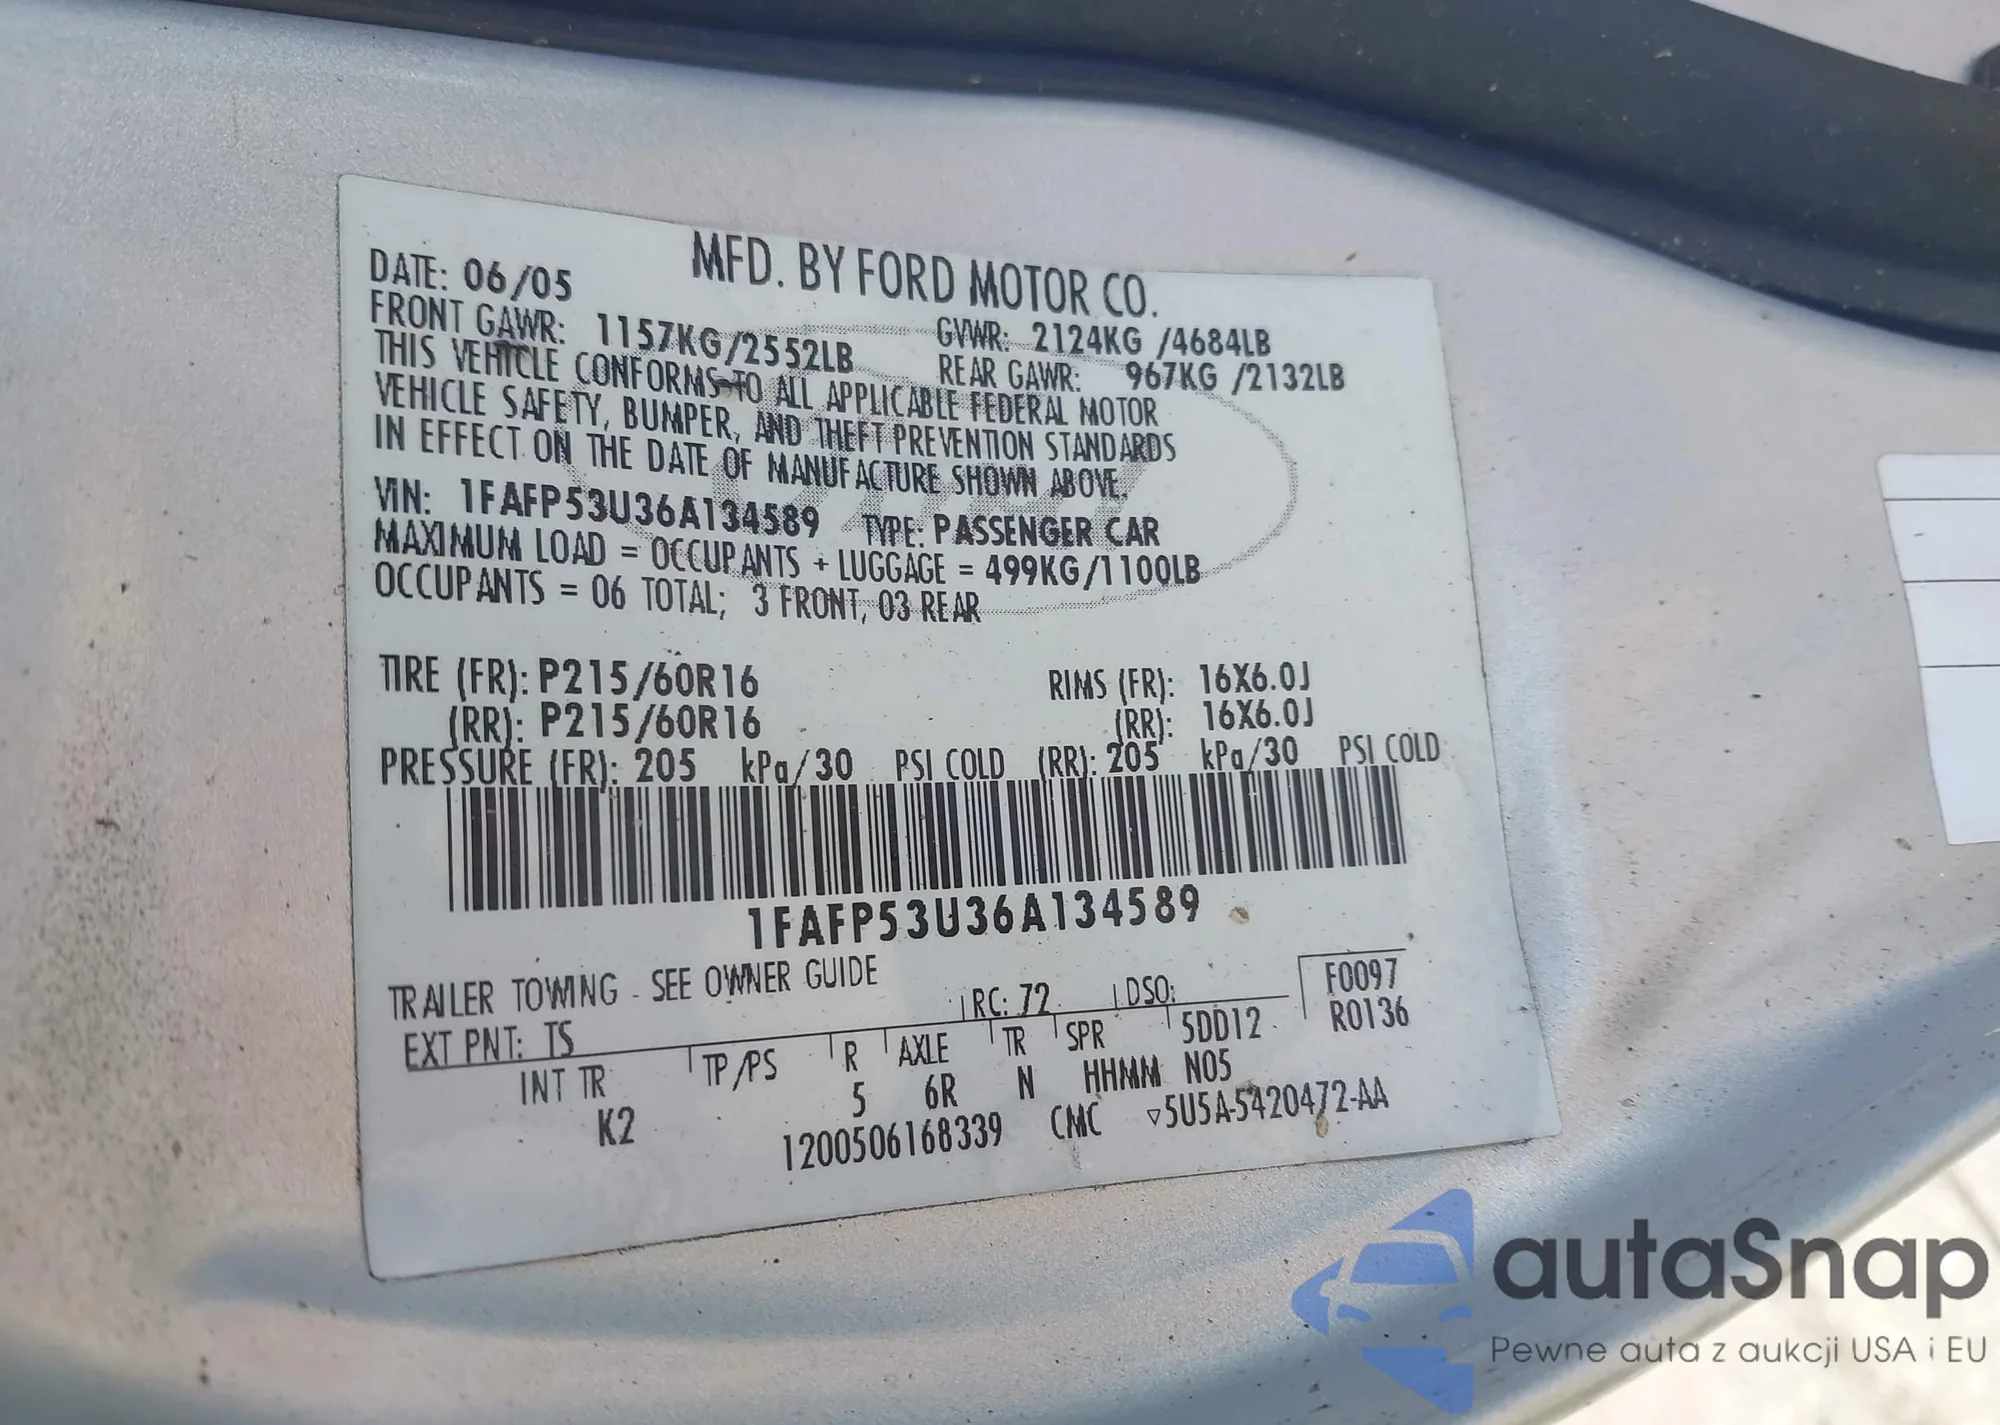 MFD. BY FORD MOTOR CO.
DATE: 06/05
FRONT GAWR: 1157KG/2552LB
GVWR: 2124KG /4684LB
REAR GAWR: 967KG /2132LB
THIS VEHICLE CONFORMS TO ALL APPLICABLE FEDERAL MOTOR
VEHICLE SAFETY, BUMPER, AND THEFT PREVENTION STANDARDS
IN EFFECT ON THE DATE OF MANUFACTURE SHOWN ABOVE.
VIN: 1FAFP53U36A134589 TYPE: PASSENGER CAR
MAXIMUM LOAD = OCCUPANTS + LUGGAGE = 499KG/1100LB
OCCUPANTS = 06 TOTAL; 3 FRONT, 03 REAR
TIRE (FR): P215/60R16 RIMS (FR): 16X6.0J
(RR): P215/60R16 (RR): 16X6.0J
PRESSURE (FR): 205 kPa/30 PSI COLD (RR): 205 kPa/30 PSI COLD
1FAFP53U36A134589
TRAILER TOWING - SEE OWNER GUIDE
EXT PNT: TS RC: 72 DSO: F0097
INT TR TP/PS R AXLE TR SPR 5DD12 R0136
K2 5 6R N HHMM N05
1200506168339 CMC ▿5U5A-5420472-AA
autaSnap
Pewne auta z aukcji USA i EU